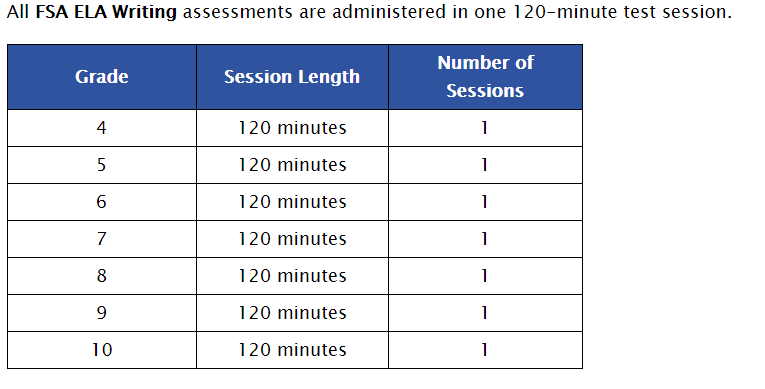 All FSA ELA Writing assessments are administered in one 120-minute test session.
Grade Session Length Number of Sessions
4 120 minutes 1
5 120 minutes 1
6 120 minutes 1
7 120 minutes 1
8 120 minutes 1
9 120 minutes 1
10 120 minutes 1